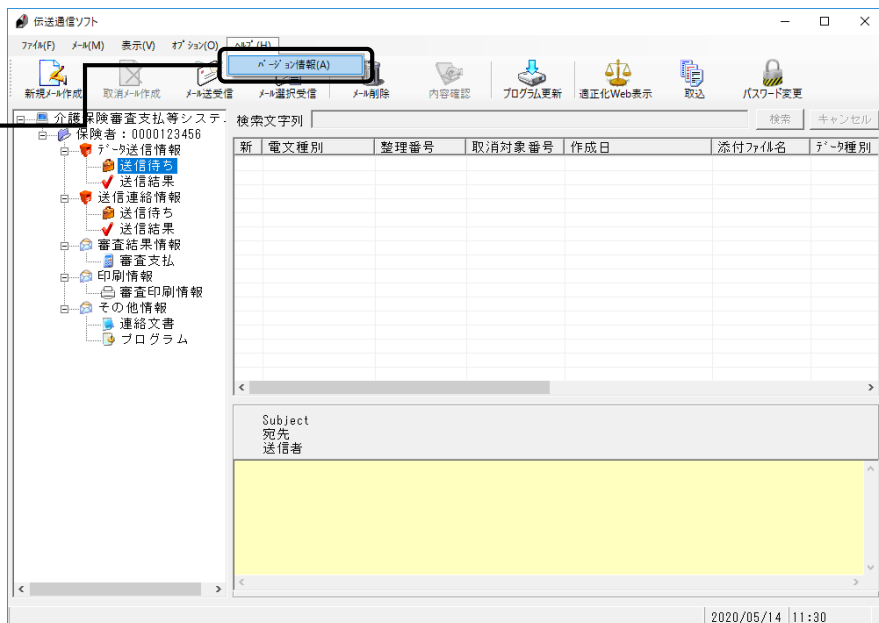 伝送通信ソフト
ﾌｧｲﾙ(F) ﾒｰﾙ(M) 表示(V) ｵﾌﾟｼｮﾝ(O) ﾍﾙﾌﾟ(H)
ﾊﾞｰｼﾞｮﾝ情報(A)
新規ﾒｰﾙ作成 取消ﾒｰﾙ作成 ﾒｰﾙ送受信 ﾒｰﾙ選択受信 ﾒｰﾙ削除 内容確認 ﾌﾟﾛｸﾞﾗﾑ更新 適正化Web表示 取込 ﾊﾟｽﾜｰﾄﾞ変更
介護保険審査支払等システ
保険者：0000123456
ﾃﾞｰﾀ送信情報
送信待ち
送信結果
送信連絡情報
送信待ち
送信結果
審査結果情報
審査支払
印刷情報
審査印刷情報
その他情報
連絡文書
プログラム
検索文字列 検索 キャンセル
新 電文種別 整理番号 取消対象番号 作成日 添付ﾌｧｲﾙ名 ﾃﾞｰﾀ種別
Subject
宛先
送信者
2020/05/14 11:30